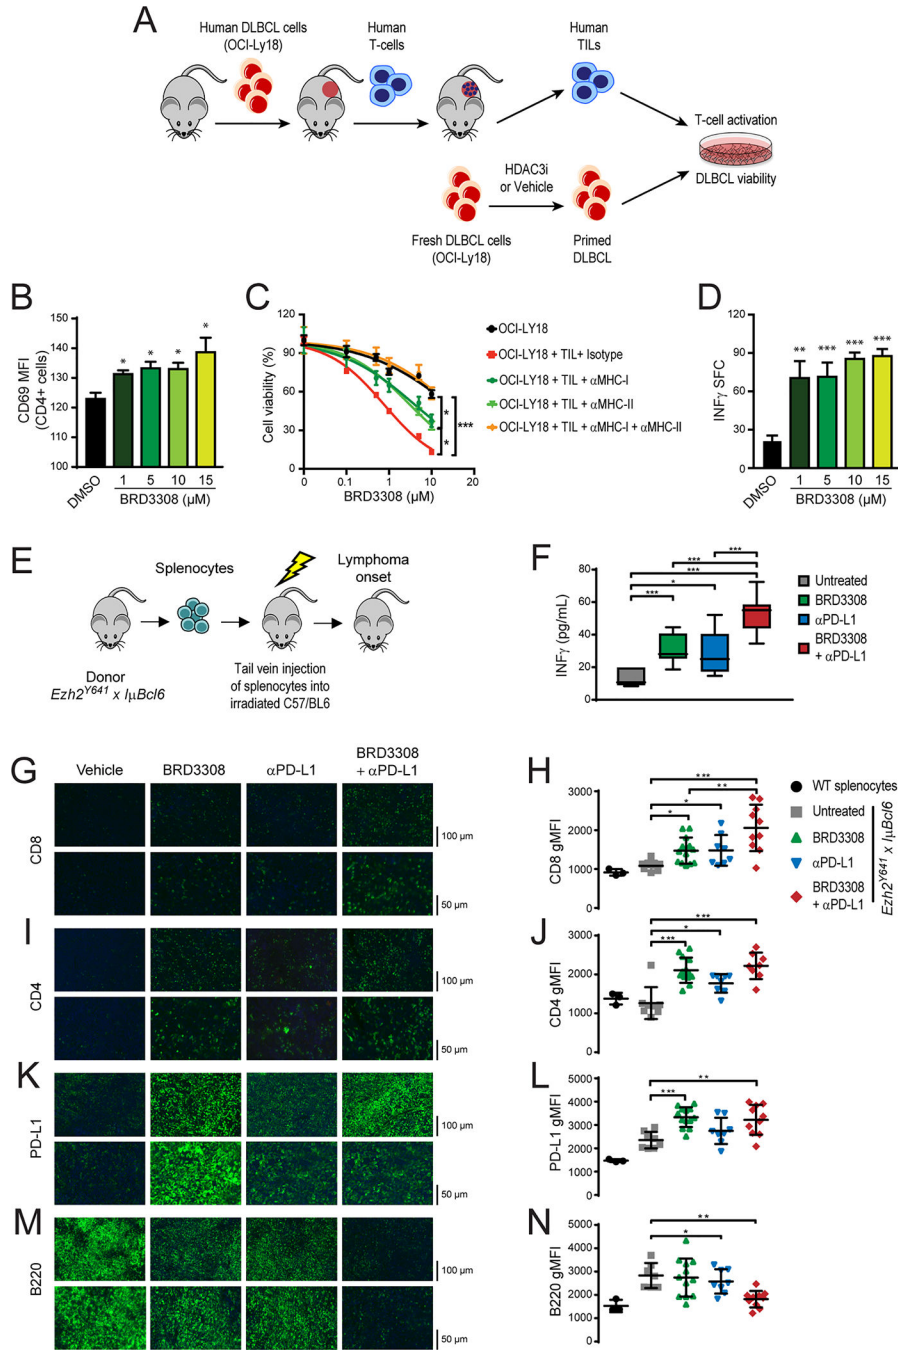 A
Human DLBCL cells
(OCI-Ly18)
Human
T-cells
Human
TILs
T-cell activation
DLBCL viability
HDAC3i
or Vehicle
Fresh DLBCL cells
(OCI-Ly18)
Primed
DLBCL
B
CD69 MFI
(CD4+ cells)
150
140
130
120
110
100
* * * *
DMSO 1 5 10 15
BRD3308 (µM)
C
Cell viability (%)
120
90
60
30
0
0 0.1 1 10 20
BRD3308 (µM)
* * ***
OCI-LY18
OCI-LY18 + TIL+ Isotype
OCI-LY18 + TIL + αMHC-I
OCI-LY18 + TIL + αMHC-II
OCI-LY18 + TIL + αMHC-I + αMHC-II
D
INFγ SFC
120
90
60
30
0
** *** *** ***
DMSO 1 5 10 15
BRD3308 (µM)
E
Splenocytes
Lymphoma
onset
Donor
Ezh2Y641 x IµBcl6
Tail vein injection
of splenocytes into
irradiated C57/BL6
F
INFγ (pg/mL)
80
60
40
20
0
***
***
***
*
***
Untreated
BRD3308
αPD-L1
BRD3308
+ αPD-L1
G
Vehicle BRD3308 αPD-L1 BRD3308
+ αPD-L1
CD8
100 µm
50 µm
H
CD8 gMFI
3000
2000
1000
0
***
**
*
*
WT splenocytes
Untreated
BRD3308
αPD-L1
BRD3308
+ αPD-L1
Ezh2Y641 x IµBcl6
I
CD4
100 µm
50 µm
J
CD4 gMFI
3000
2000
1000
0
***
*
***
K
PD-L1
100 µm
50 µm
L
PD-L1 gMFI
5000
4000
3000
2000
1000
0
**
***
M
B220
100 µm
50 µm
N
B220 gMFI
5000
4000
3000
2000
1000
0
**
*